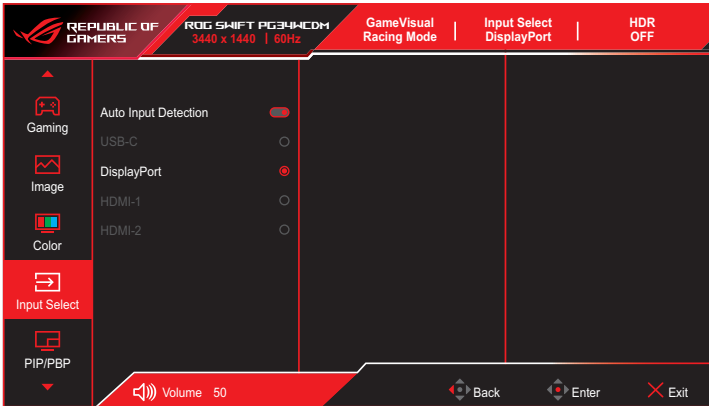 REPUBLIC OF
GAMERS
ROG SWIFT PG34WCDM
3440 x 1440 | 60Hz
GameVisual
Racing Mode
Input Select
DisplayPort
HDR
OFF
Gaming
Image
Color
Input Select
PIP/PBP
Auto Input Detection
USB-C
DisplayPort
HDMI-1
HDMI-2
Volume 50
Back
Enter
Exit